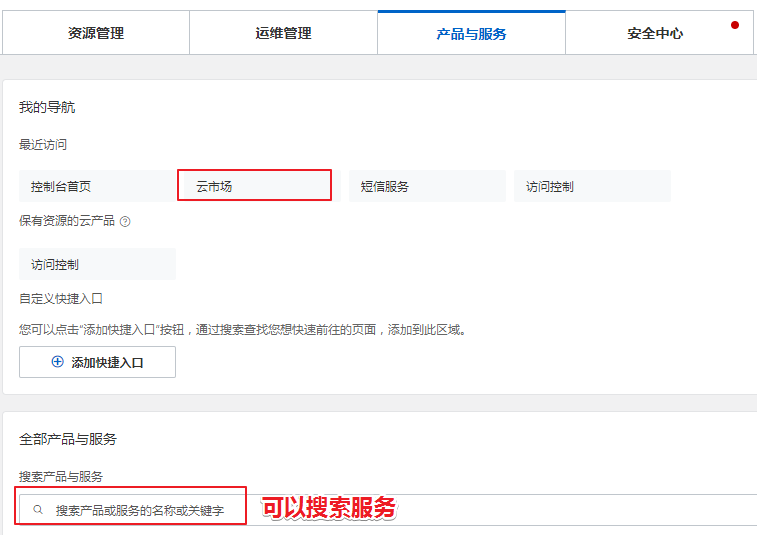 资源管理 运维管理 产品与服务 安全中心
我的导航
最近访问
控制台首页 云市场 短信服务 访问控制
保有资源的云产品 ?
访问控制
自定义快捷入口
您可以点击“添加快捷入口”按钮，通过搜索查找您想快速前往的页面，添加到此区域。
添加快捷入口
全部产品与服务
搜索产品与服务
搜索产品或服务的名称或关键字 可以搜索服务